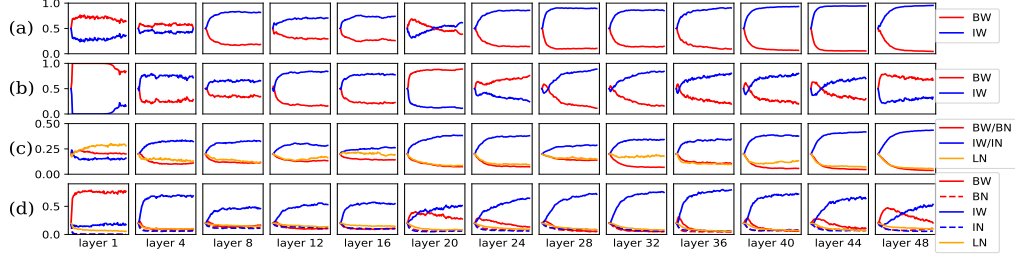 (a)
1.0
0.5
0.0
BW
IW
(b)
1.0
0.5
0.0
BW
IW
(c)
0.50
0.25
0.00
BW/BN
IW/IN
LN
(d)
0.5
0.0
BW
BN
IW
IN
LN
layer 1 layer 4 layer 8 layer 12 layer 16 layer 20 layer 24 layer 28 layer 32 layer 36 layer 40 layer 44 layer 48